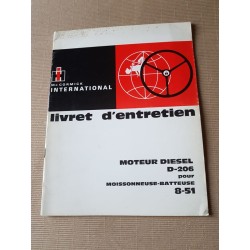 McCORMICK
INTERNATIONAL
livret d'entretien
MOTEUR DIESEL
D-206
pour
MOISSONNEUSE-BATTEUSE
8-51